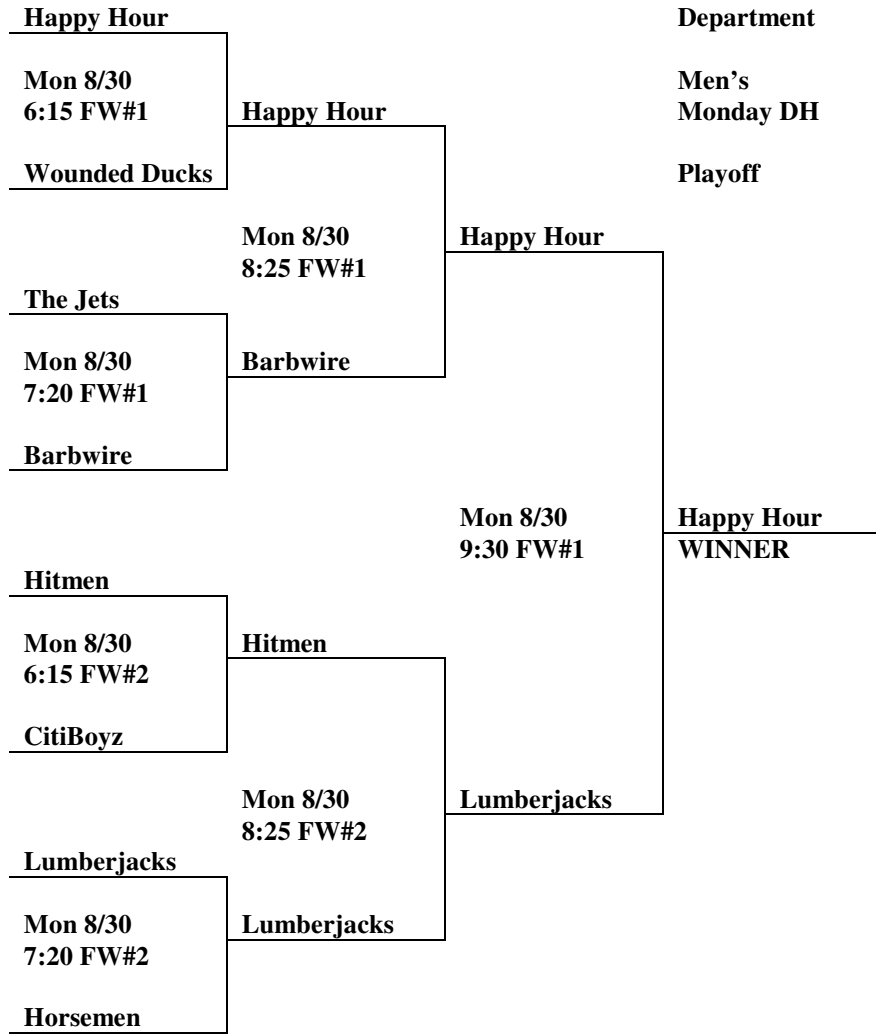 Happy Hour
Department
Mon 8/30
Men's
6:15 FW#1
Happy Hour
Monday DH
Wounded Ducks
Playoff
Mon 8/30
Happy Hour
8:25 FW#1
The Jets
Mon 8/30
Barbwire
7:20 FW#1
Barbwire
Mon 8/30
Happy Hour
9:30 FW#1
WINNER
Hitmen
Mon 8/30
Hitmen
6:15 FW#2
CitiBoyz
Mon 8/30
Lumberjacks
8:25 FW#2
Lumberjacks
Mon 8/30
Lumberjacks
7:20 FW#2
Horsemen